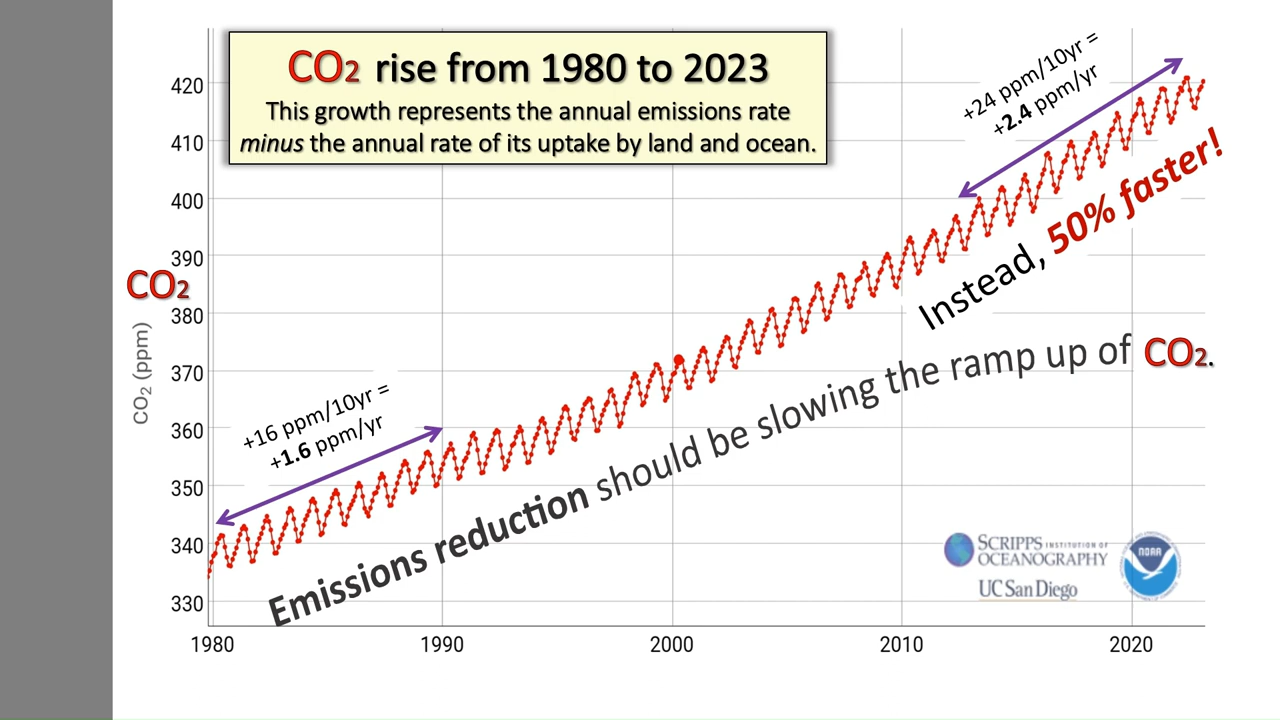 CO2 rise from 1980 to 2023
This growth represents the annual emissions rate
minus the annual rate of its uptake by land and ocean.
+24 ppm/10yr =
+2.4 ppm/yr
420
410
400
390
380
370
360
350
340
330
CO2
CO2 (ppm)
Instead, 50% faster!
+16 ppm/10yr =
+1.6 ppm/yr
Emissions reduction should be slowing the ramp up of CO2.
SCRIPPS INSTITUTION OF
OCEANOGRAPHY
UC San Diego
NOAA
1980
1990
2000
2010
2020